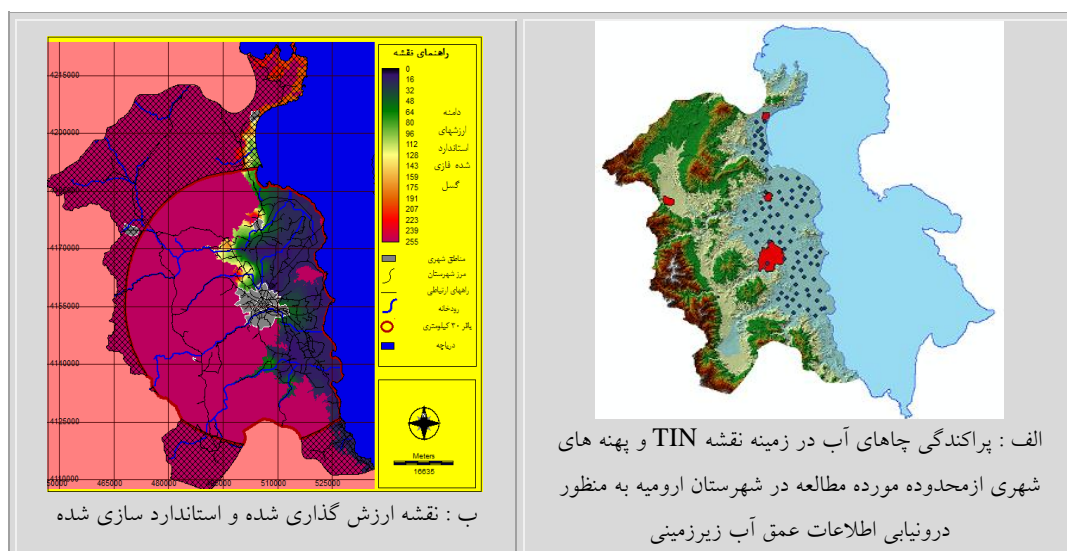 الف : پراکندگی چاهای آب در زمینه نقشه TIN و پهنه های
شهری ازمحدوده مورده مطالعه در شهرستان ارومیه به منظور
درونیابی اطلاعات عمق آب زیرزمینی
راهنمای نقشه
0
16
32
48
64
80
96
112
128
143
159
175
191
207
223
239
255
دامنه
ارزشهای
استاندارد
شده فازی
گسل
مناطق شهری
مرز شهرستان
راههای ارتباطی
رودخانه
بافر ۳۰ کیلومتری
دریاچه
Meters
16635
4215000
4200000
4170000
4155000
4140000
4125000
465000
480000
510000
525000
ب : نقشه ارزش گذاری شده و استاندارد سازی شده